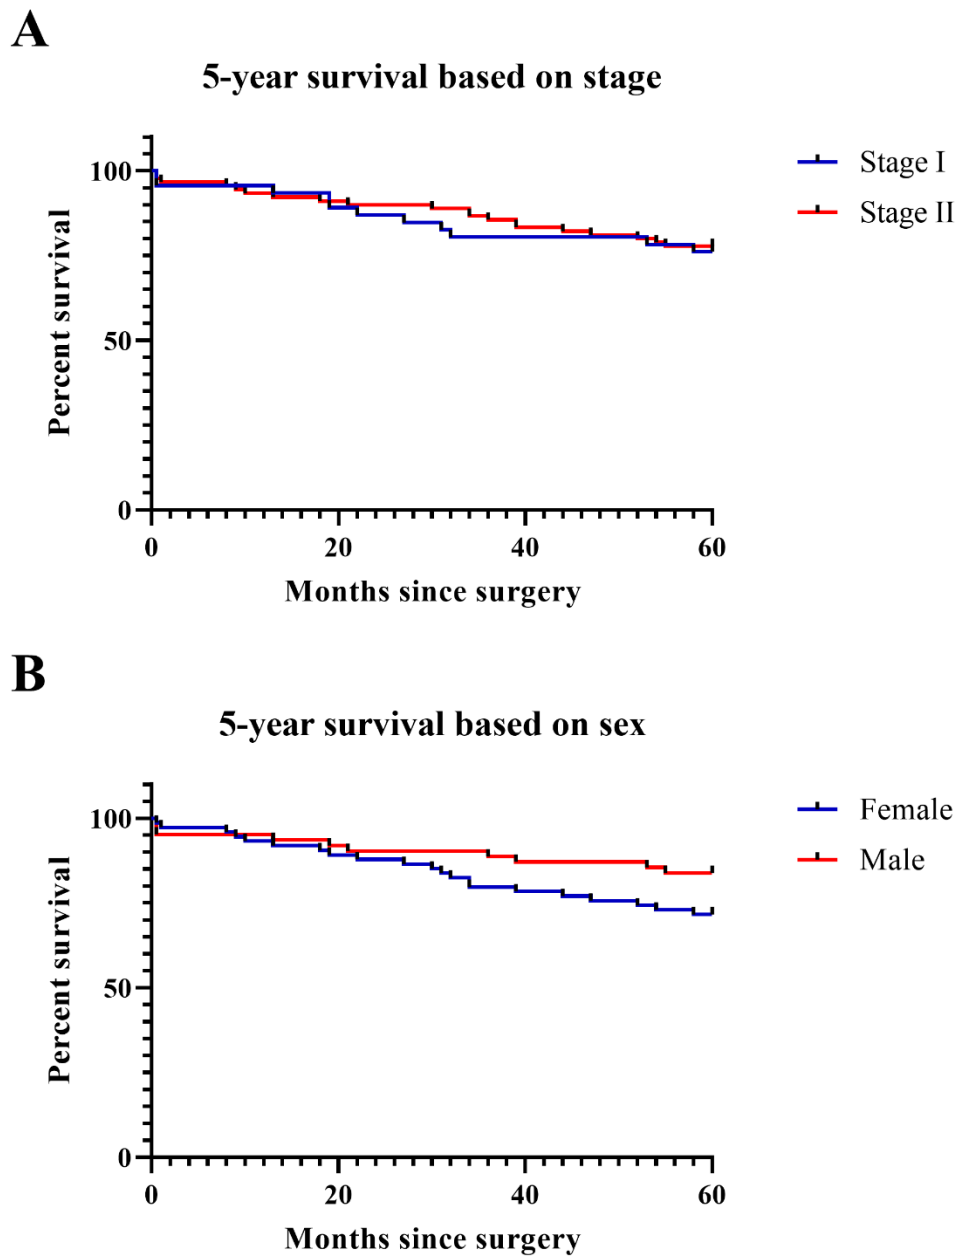 A
5-year survival based on stage
100
50
0
Percent survival
0 20 40 60
Months since surgery
Stage I
Stage II
B
5-year survival based on sex
100
50
0
Percent survival
0 20 40 60
Months since surgery
Female
Male